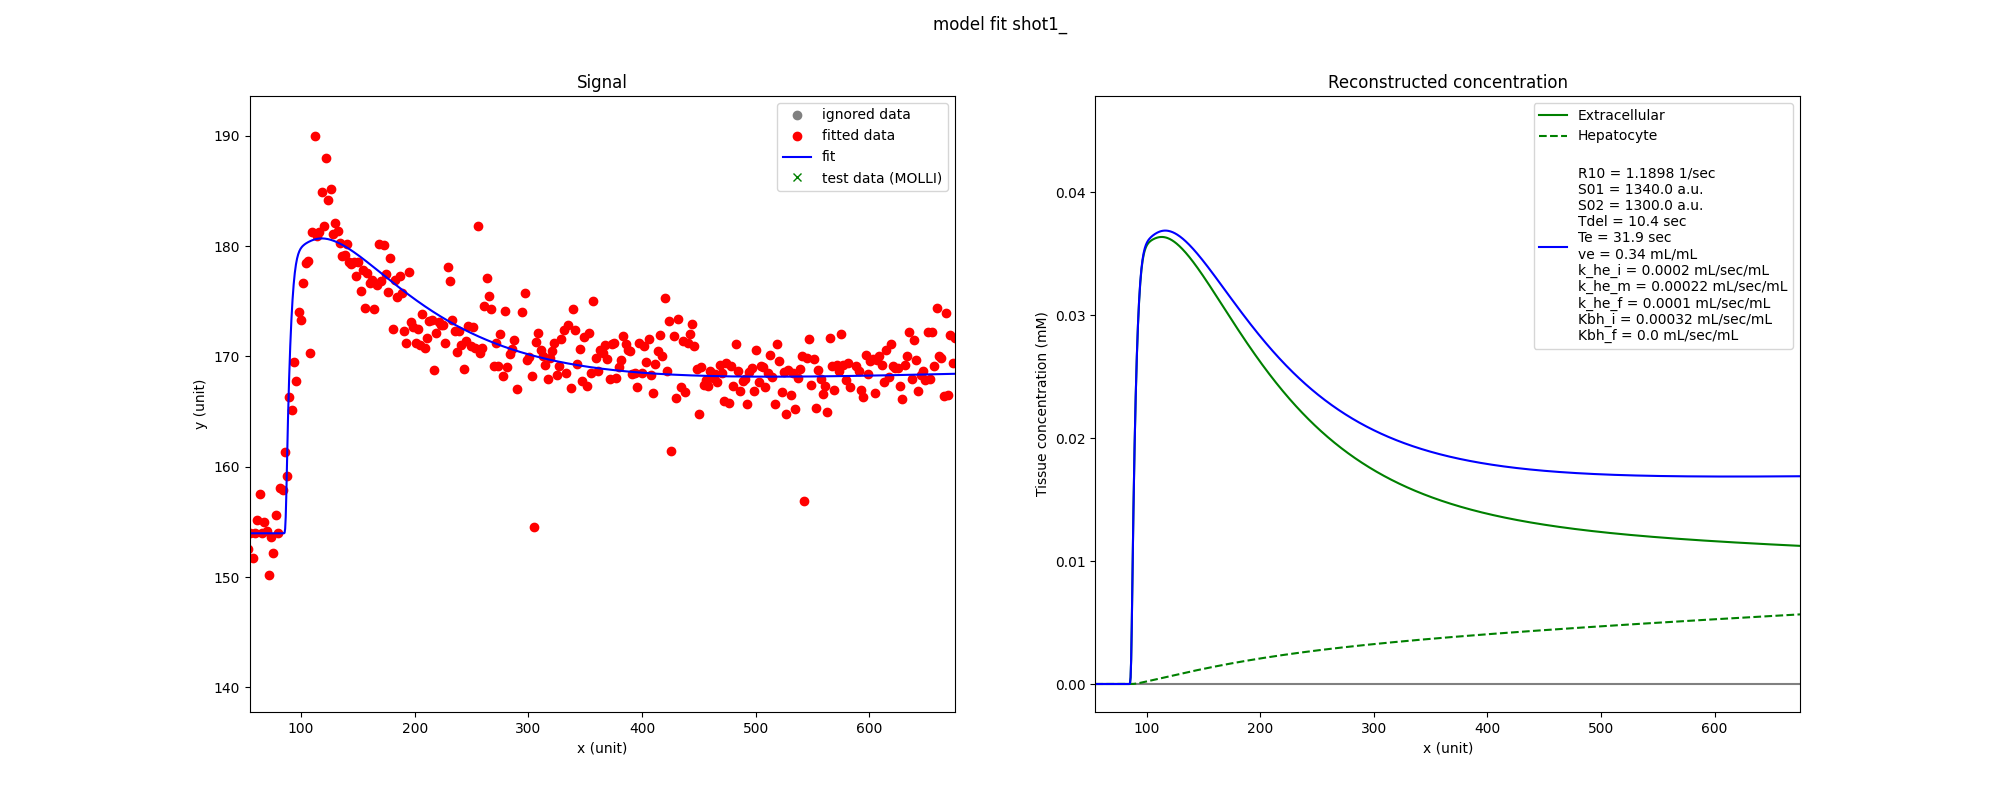 model fit shot1_
Signal
y (unit)
190
180
170
160
150
140
100
200
300
400
500
600
x (unit)
ignored data
fitted data
fit
test data (MOLLI)
Reconstructed concentration
Tissue concentration (mM)
0.04
0.03
0.02
0.01
0.00
100
200
300
400
500
600
x (unit)
Extracellular
Hepatocyte
R10 = 1.1898 1/sec
S01 = 1340.0 a.u.
S02 = 1300.0 a.u.
Tdel = 10.4 sec
Te = 31.9 sec
ve = 0.34 mL/mL
k_he_i = 0.0002 mL/sec/mL
k_he_m = 0.00022 mL/sec/mL
k_he_f = 0.0001 mL/sec/mL
Kbh_i = 0.00032 mL/sec/mL
Kbh_f = 0.0 mL/sec/mL